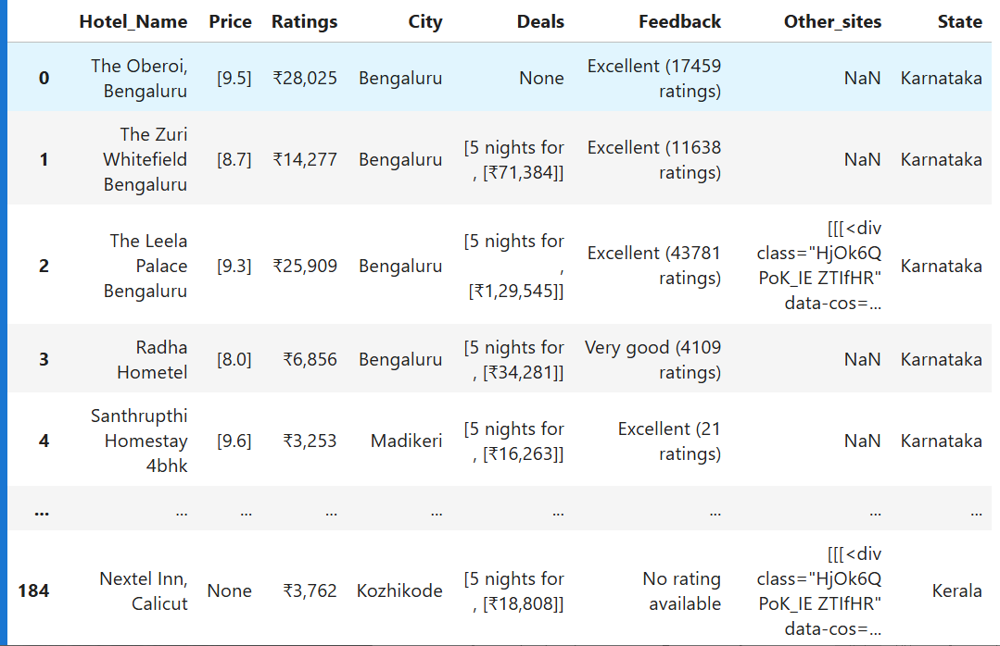 Hotel_Name Price Ratings City Deals Feedback Other_sites State
0 The Oberoi, Bengaluru [9.5] ₹28,025 Bengaluru None Excellent (17459 ratings) NaN Karnataka
1 The Zuri Whitefield Bengaluru [8.7] ₹14,277 Bengaluru [5 nights for , [₹71,384]] Excellent (11638 ratings) NaN Karnataka
2 The Leela Palace Bengaluru [9.3] ₹25,909 Bengaluru [5 nights for , [₹1,29,545]] Excellent (43781 ratings) [[[<div class="HjOk6Q PoK_IE ZTIfHR" data-cos=... Karnataka
3 Radha Hometel [8.0] ₹6,856 Bengaluru [5 nights for , [₹34,281]] Very good (4109 ratings) NaN Karnataka
4 Santhrupthi Homestay 4bhk [9.6] ₹3,253 Madikeri [5 nights for , [₹16,263]] Excellent (21 ratings) NaN Karnataka
... ... ... ... ... ... ... ... ...
184 Nextel Inn, Calicut None ₹3,762 Kozhikode [5 nights for , [₹18,808]] No rating available [[[<div class="HjOk6Q PoK_IE ZTIfHR" data-cos=... Kerala